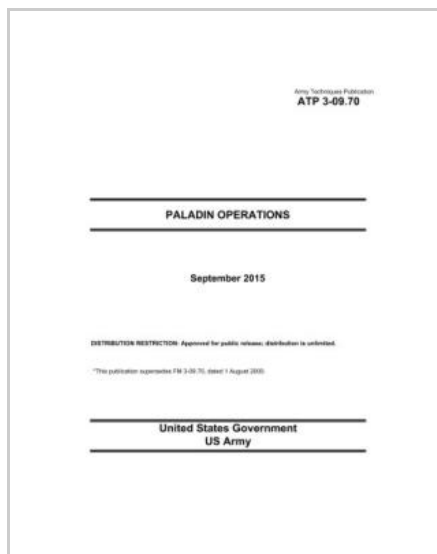 Army Techniques Publication
ATP 3-09.70
PALADIN OPERATIONS
September 2015
DISTRIBUTION RESTRICTION: Approved for public release; distribution is unlimited.
*This publication supersedes FM 3-09.70, dated 1 August 2000.
United States Government
US Army